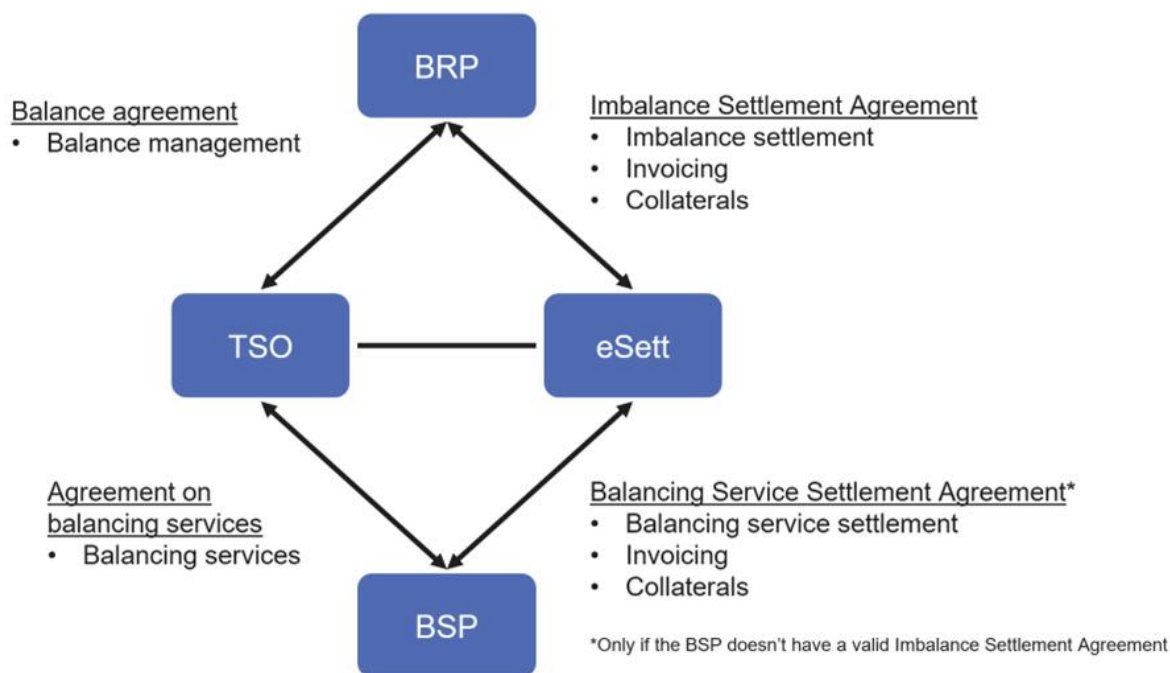 BRP
Balance agreement
• Balance management
Imbalance Settlement Agreement
• Imbalance settlement
• Invoicing
• Collaterals
TSO
eSett
Agreement on
balancing services
• Balancing services
Balancing Service Settlement Agreement*
• Balancing service settlement
• Invoicing
• Collaterals
BSP
*Only if the BSP doesn't have a valid Imbalance Settlement Agreement